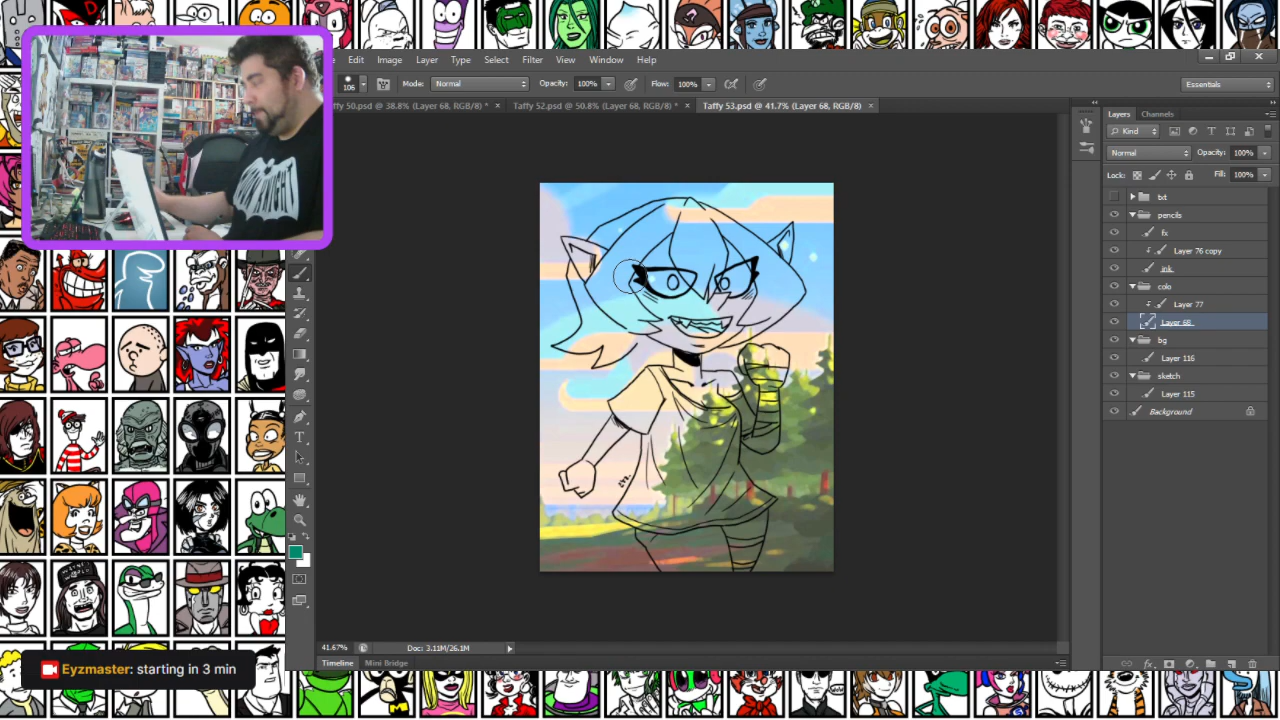 Edit Image Layer Type Select Filter View Window Help
106 Mode: Normal Opacity: 100% Flow: 100% Essentials
ffy 50.psd @ 38.8% (Layer 68, RGB/8) * × Taffy 52.psd @ 50.8% (Layer 68, RGB/8) * × Taffy 53.psd @ 41.7% (Layer 68, RGB/8) ×
Layers Channels
Kind
Normal Opacity: 100%
Lock: Fill: 100%
txt
pencils
fx
Layer 76 copy
ink
colo
Layer 77
Layer 68
bg
Layer 116
sketch
Layer 115
Background
41.67% Doc: 3.11M/26.1M
Timeline Mini Bridge
Eyzmaster: starting in 3 min